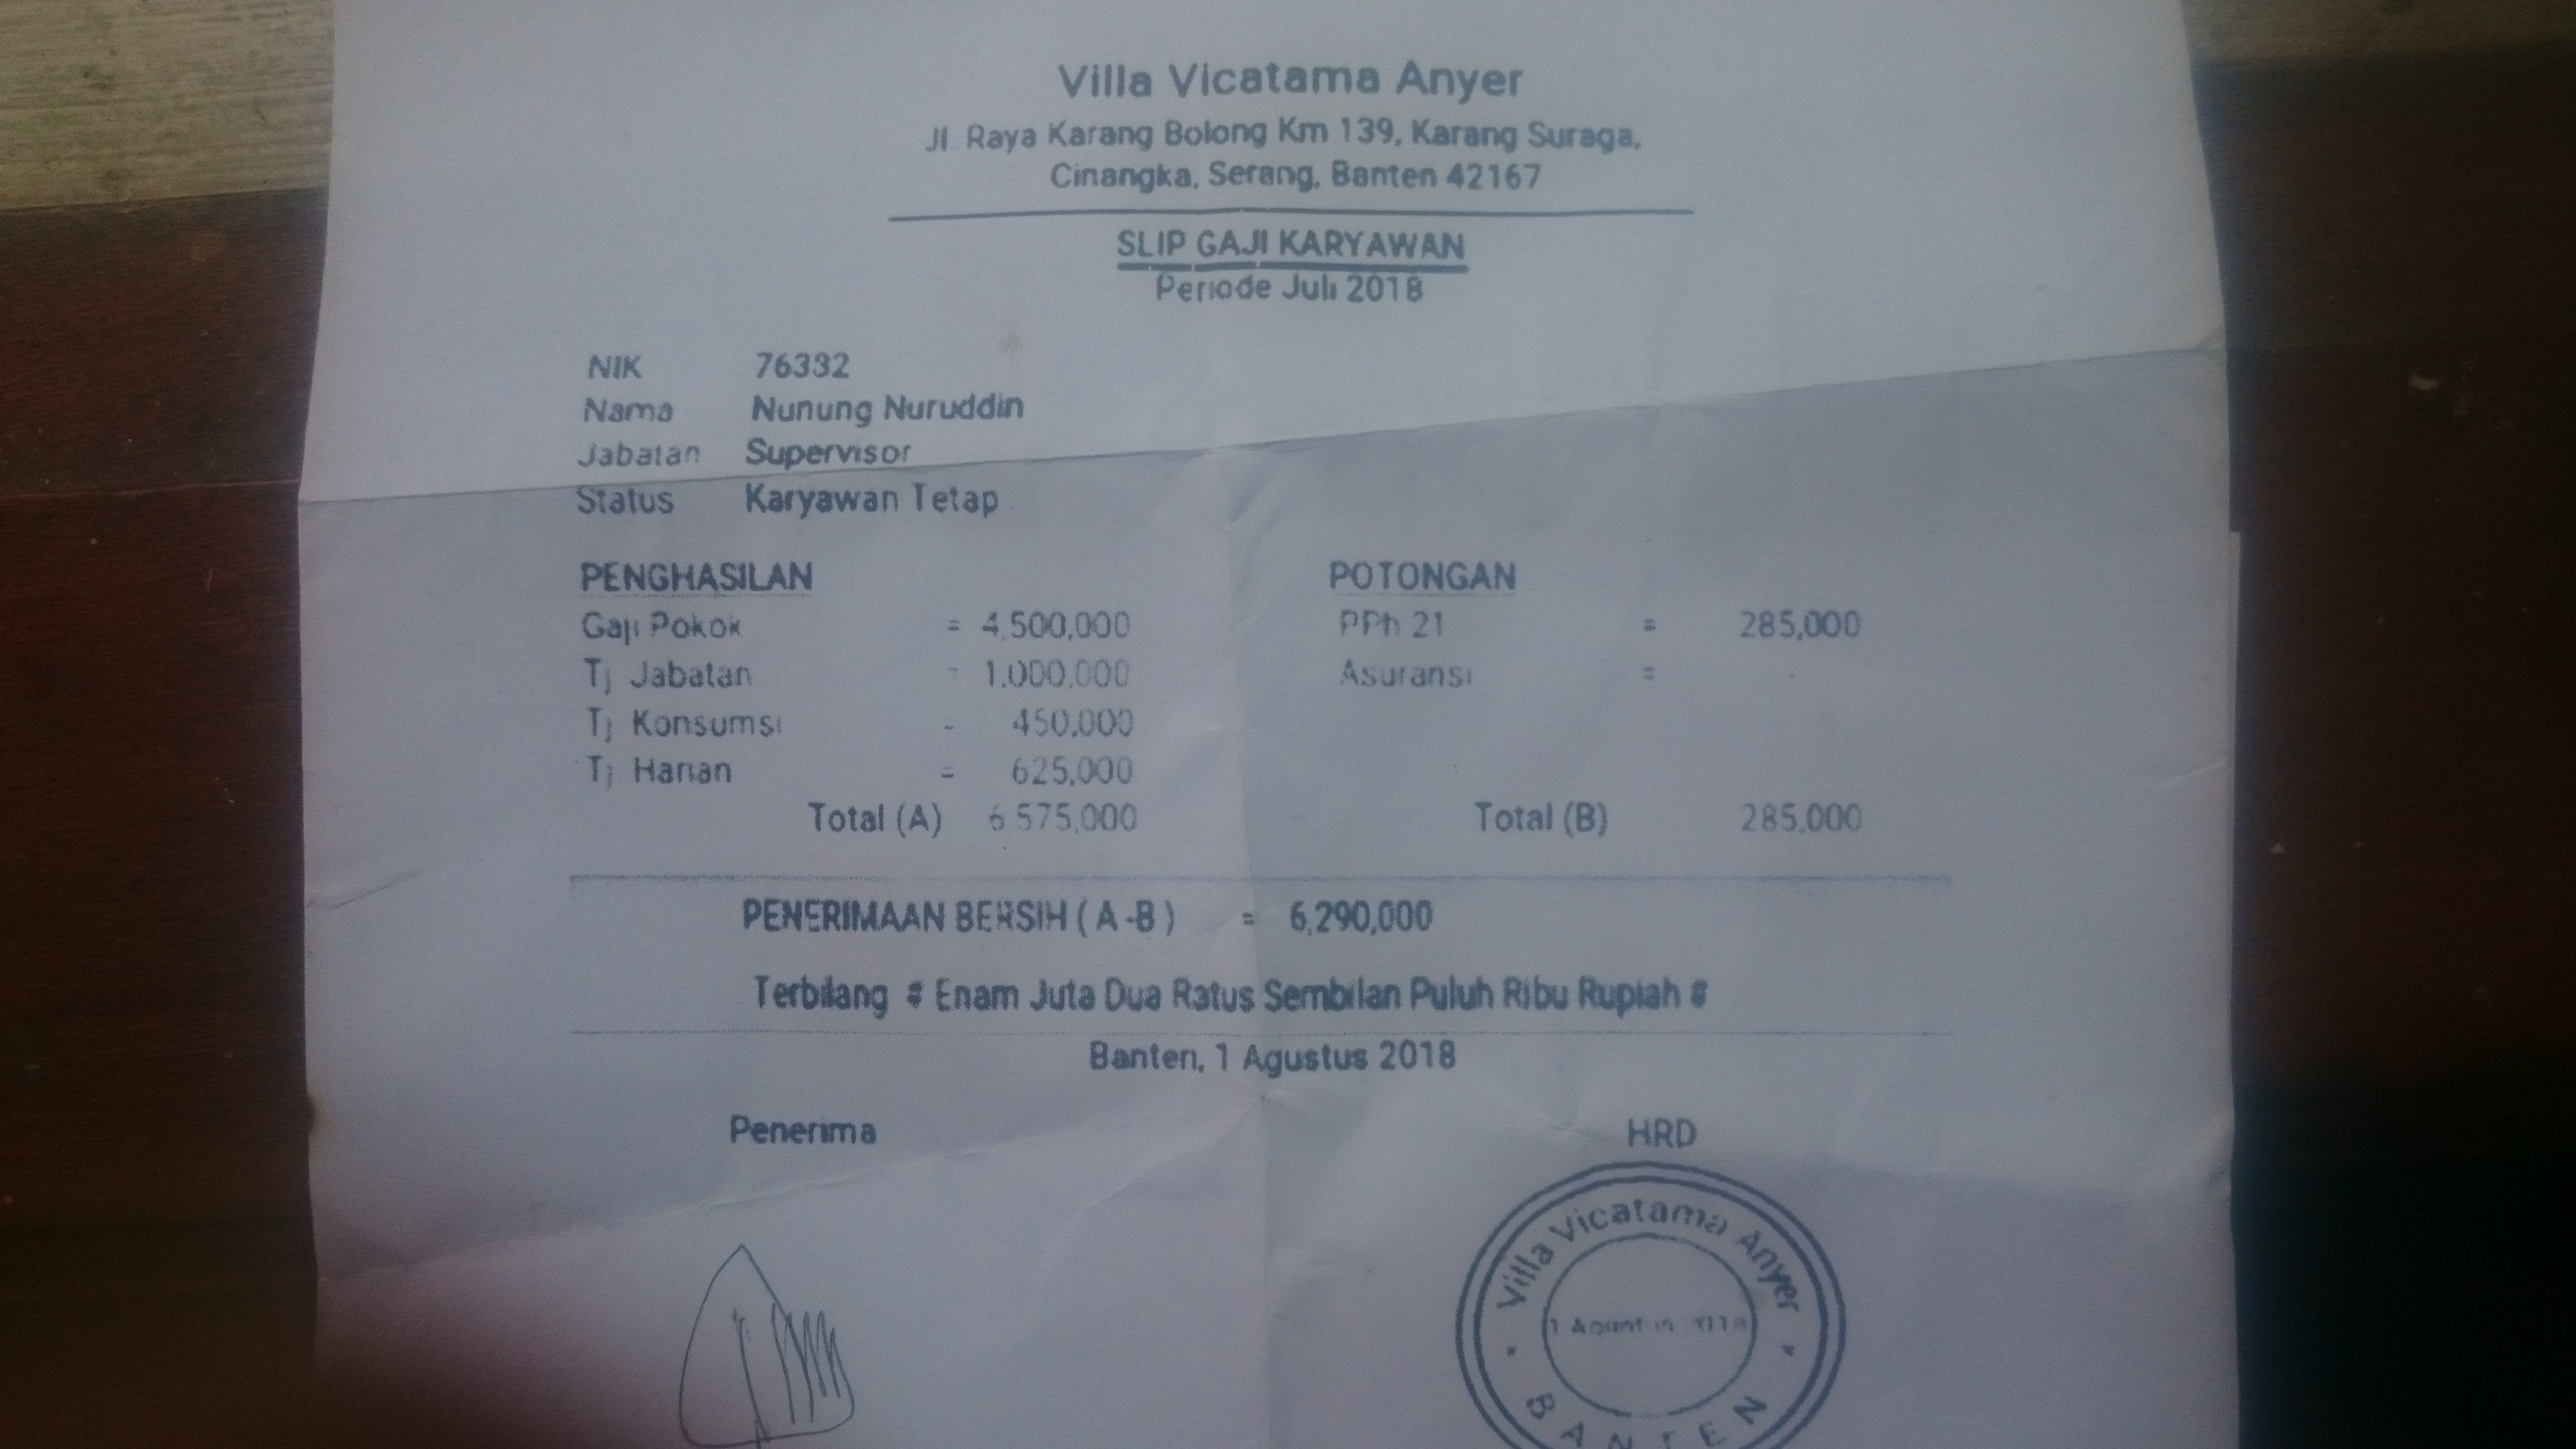 Villa Vicatama Anyer
Jl. Raya Karang Bolong Km 139, Karang Suraga,
Cinangka, Serang, Banten 42167
SLIP GAJI KARYAWAN
Periode Juli 2018
NIK 76332
Nama Nunung Nuruddin
Jabatan Supervisor
Status Karyawan Tetap
PENGHASILAN POTONGAN
Gaji Pokok = 4,500,000 PPh 21 = 285,000
Tj Jabatan = 1.000.000 Asuransi = -
Tj Konsumsi - 450,000
Tj Harian = 625,000
Total (A) 6.575,000 Total (B) 285.000
PENERIMAAN BERSIH ( A -B ) = 6,290,000
Terbilang # Enam Juta Dua Ratus Sembilan Puluh Ribu Rupiah #
Banten, 1 Agustus 2018
Penerima HRD
Villa Vicatama Anyer
BANTEN